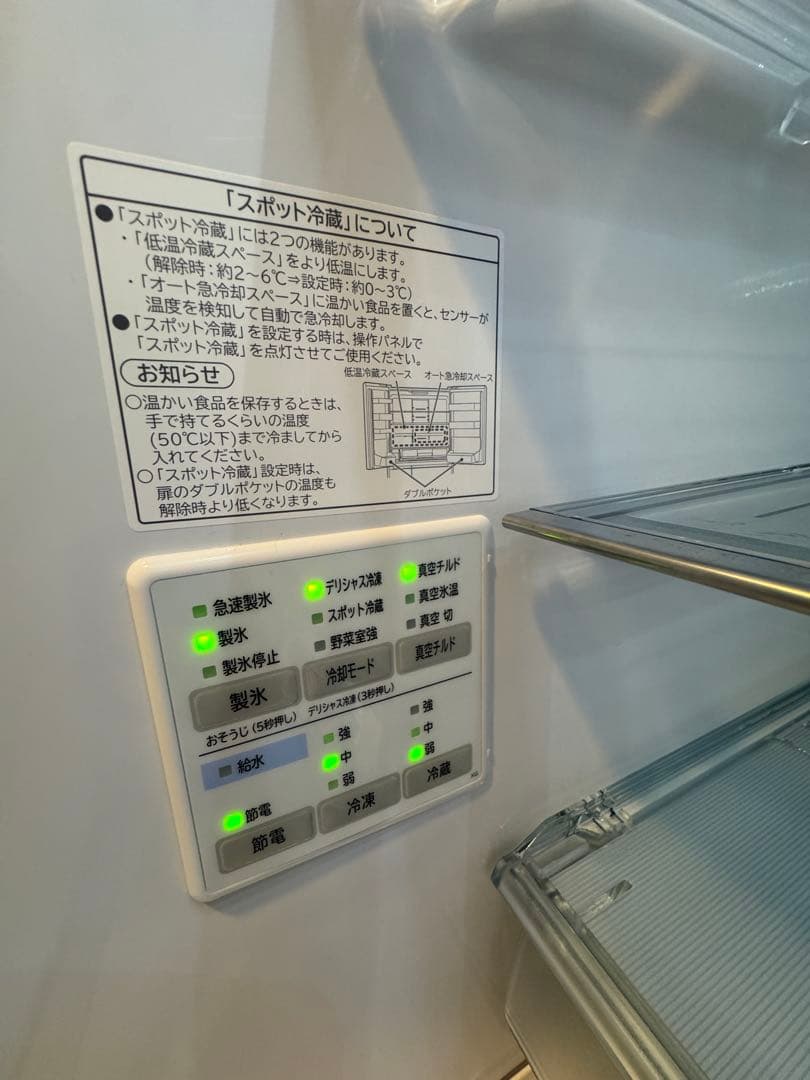 「スポット冷蔵」について
●「スポット冷蔵」には2つの機能があります。
・「低温冷蔵スペース」をより低温にします。
(解除時:約2~6℃⇒設定時:約0~3℃)
・「オート急冷却スペース」に温かい食品を置くと、センサーが
温度を検知して自動で急冷却します。
●「スポット冷蔵」を設定する時は、操作パネルで
「スポット冷蔵」を点灯させてご使用ください。
お知らせ
○温かい食品を保存するときは、
手で持てるくらいの温度
(50℃以下)まで冷ましてから
入れてください。
○「スポット冷蔵」設定時は、
扉のダブルポケットの温度も
解除時より低くなります。
低温冷蔵スペース オート急冷却スペース
ダブルポケット
急速製氷
製氷
製氷停止
製氷
おそうじ(5秒押し)
デリシャス冷凍
スポット冷蔵
野菜室強
冷却モード
デリシャス冷凍(3秒押し)
真空チルド
真空氷温
真空 切
真空チルド
給水
節電
節電
強
中
弱
冷凍
強
中
弱
冷蔵